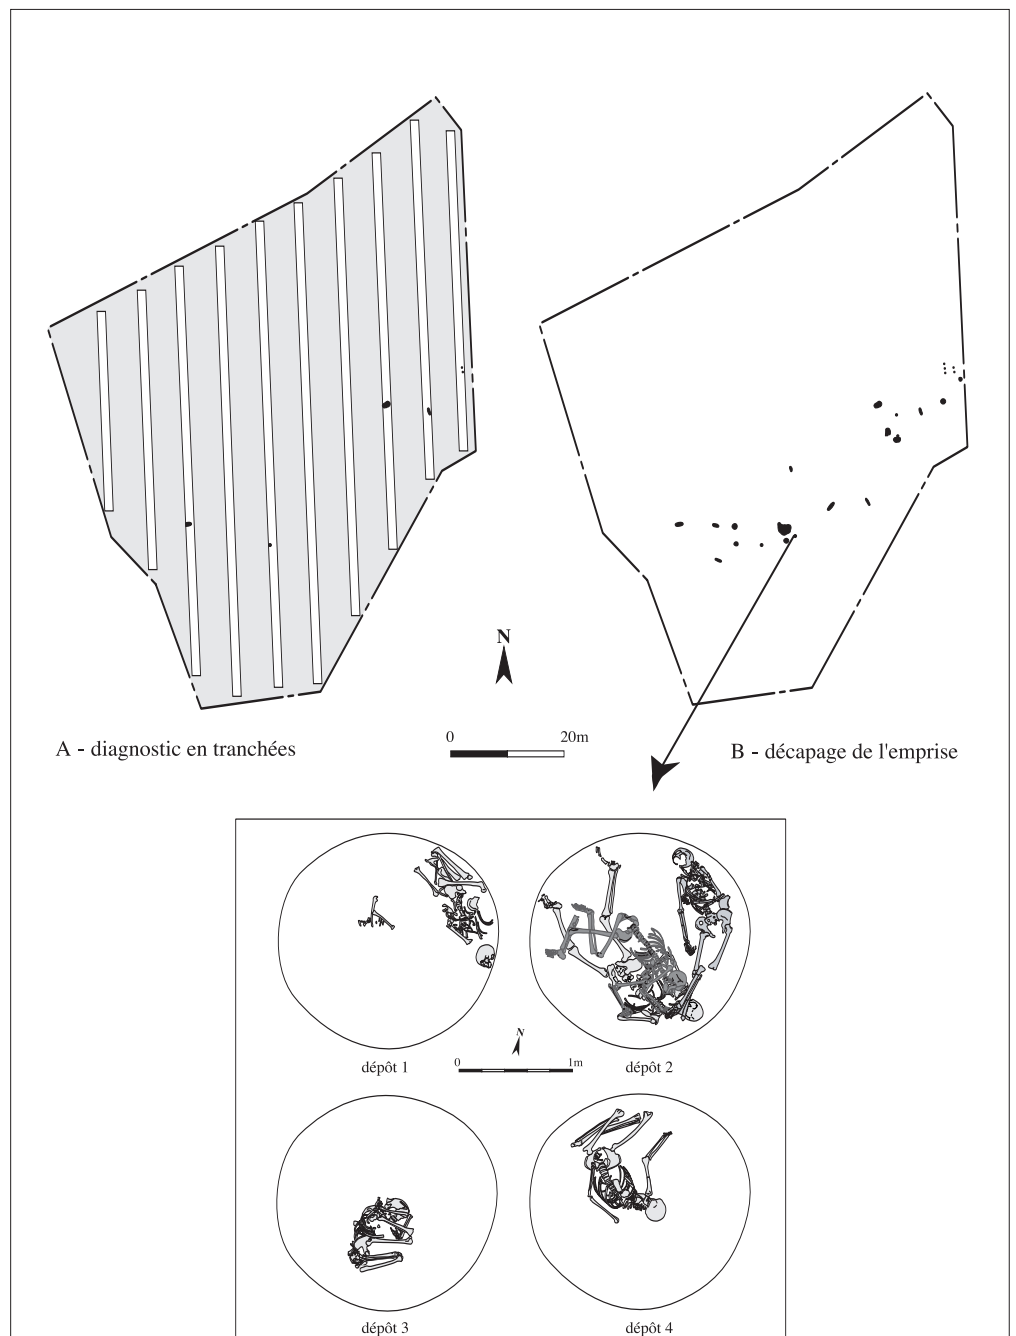 N
0 20m
A - diagnostic en tranchées
B - décapage de l'emprise
dépôt 1
N
0 1m
dépôt 2
dépôt 3
dépôt 4